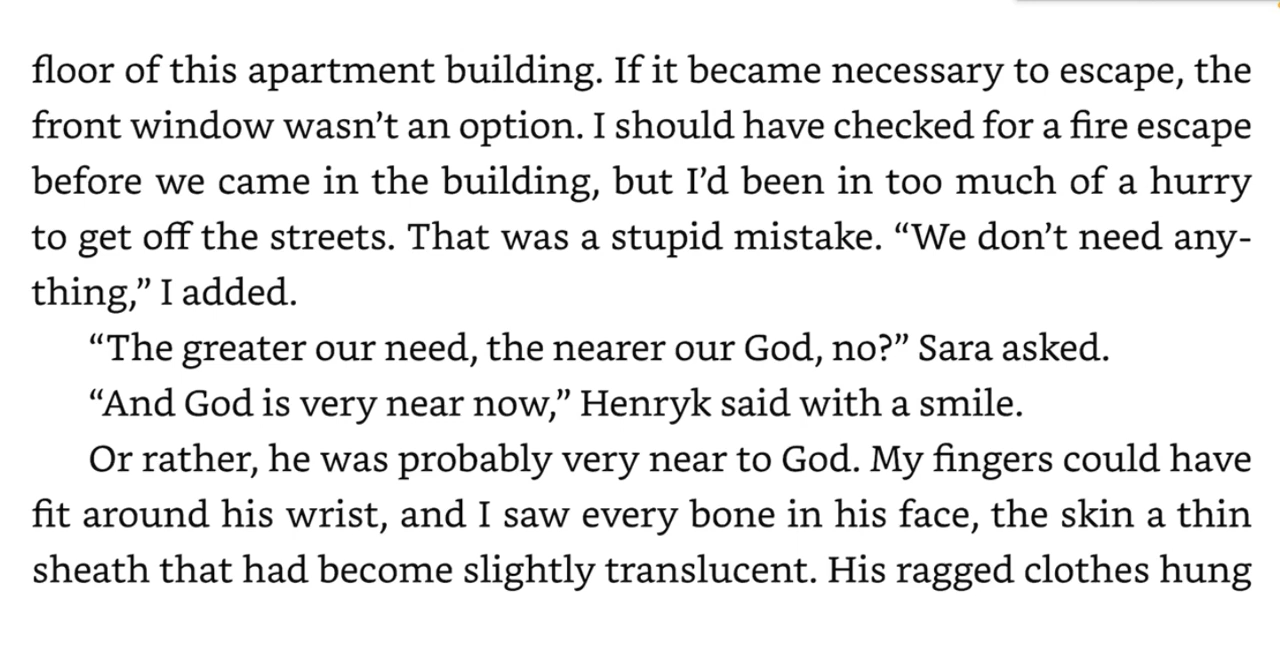 floor of this apartment building. If it became necessary to escape, the
front window wasn’t an option. I should have checked for a fire escape
before we came in the building, but I’d been in too much of a hurry
to get off the streets. That was a stupid mistake. “We don’t need any-
thing,” I added.
“The greater our need, the nearer our God, no?” Sara asked.
“And God is very near now,” Henryk said with a smile.
Or rather, he was probably very near to God. My fingers could have
fit around his wrist, and I saw every bone in his face, the skin a thin
sheath that had become slightly translucent. His ragged clothes hung